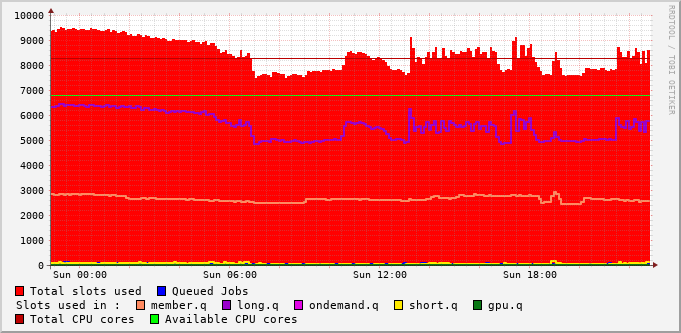 10000
9000
8000
7000
6000
5000
4000
3000
2000
1000
0
Sun 00:00 Sun 06:00 Sun 12:00 Sun 18:00
RRDTOOL / TOBI OETIKER
Total slots used Queued Jobs
Slots used in : member.q long.q ondemand.q short.q gpu.q
Total CPU cores Available CPU cores